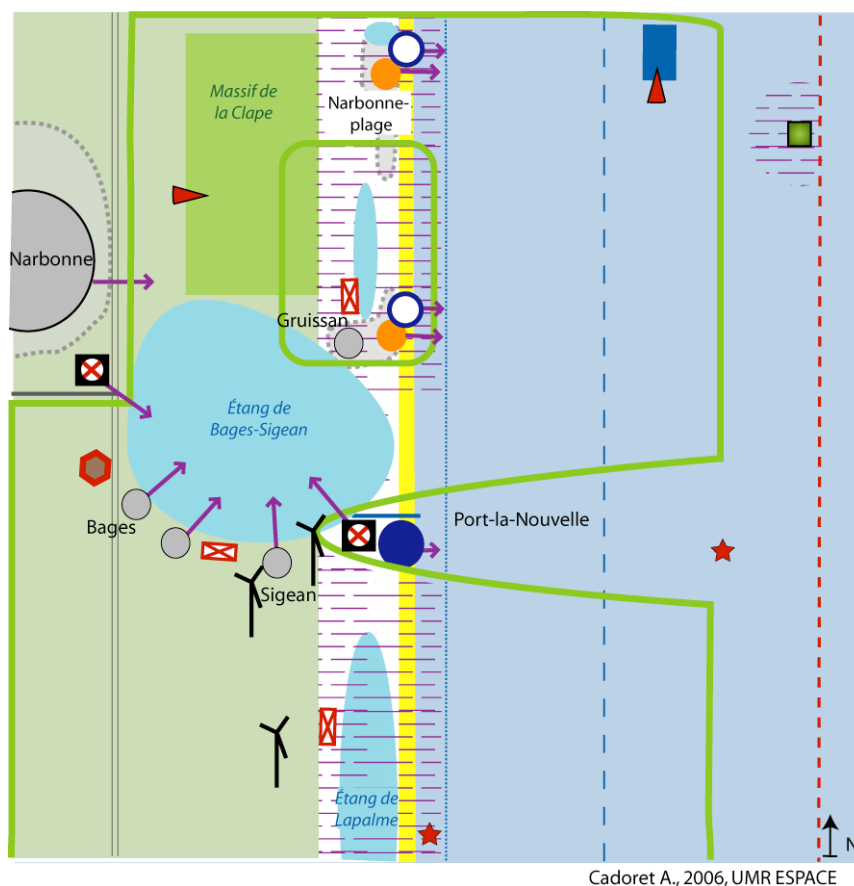 Massif de
la Clape
Narbonne-
plage
Narbonne
Gruissan
Étang de
Bages-Sigean
Bages
Port-la-Nouvelle
Sigean
Étang de
Lapalme
N
Cadoret A., 2006, UMR ESPACE